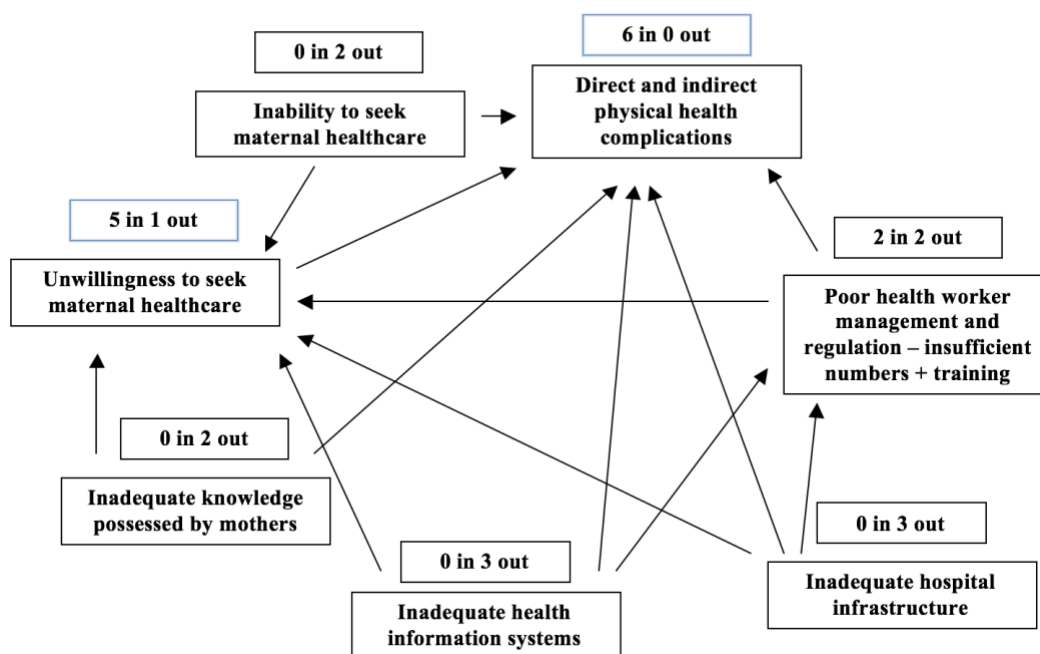 6 in 0 out
0 in 2 out
Direct and indirect
physical health
complications
Inability to seek
maternal healthcare
5 in 1 out
2 in 2 out
Unwillingness to seek
maternal healthcare
Poor health worker
management and
regulation – insufficient
numbers + training
0 in 2 out
Inadequate knowledge
possessed by mothers
0 in 3 out
Inadequate hospital
infrastructure
0 in 3 out
Inadequate health
information systems